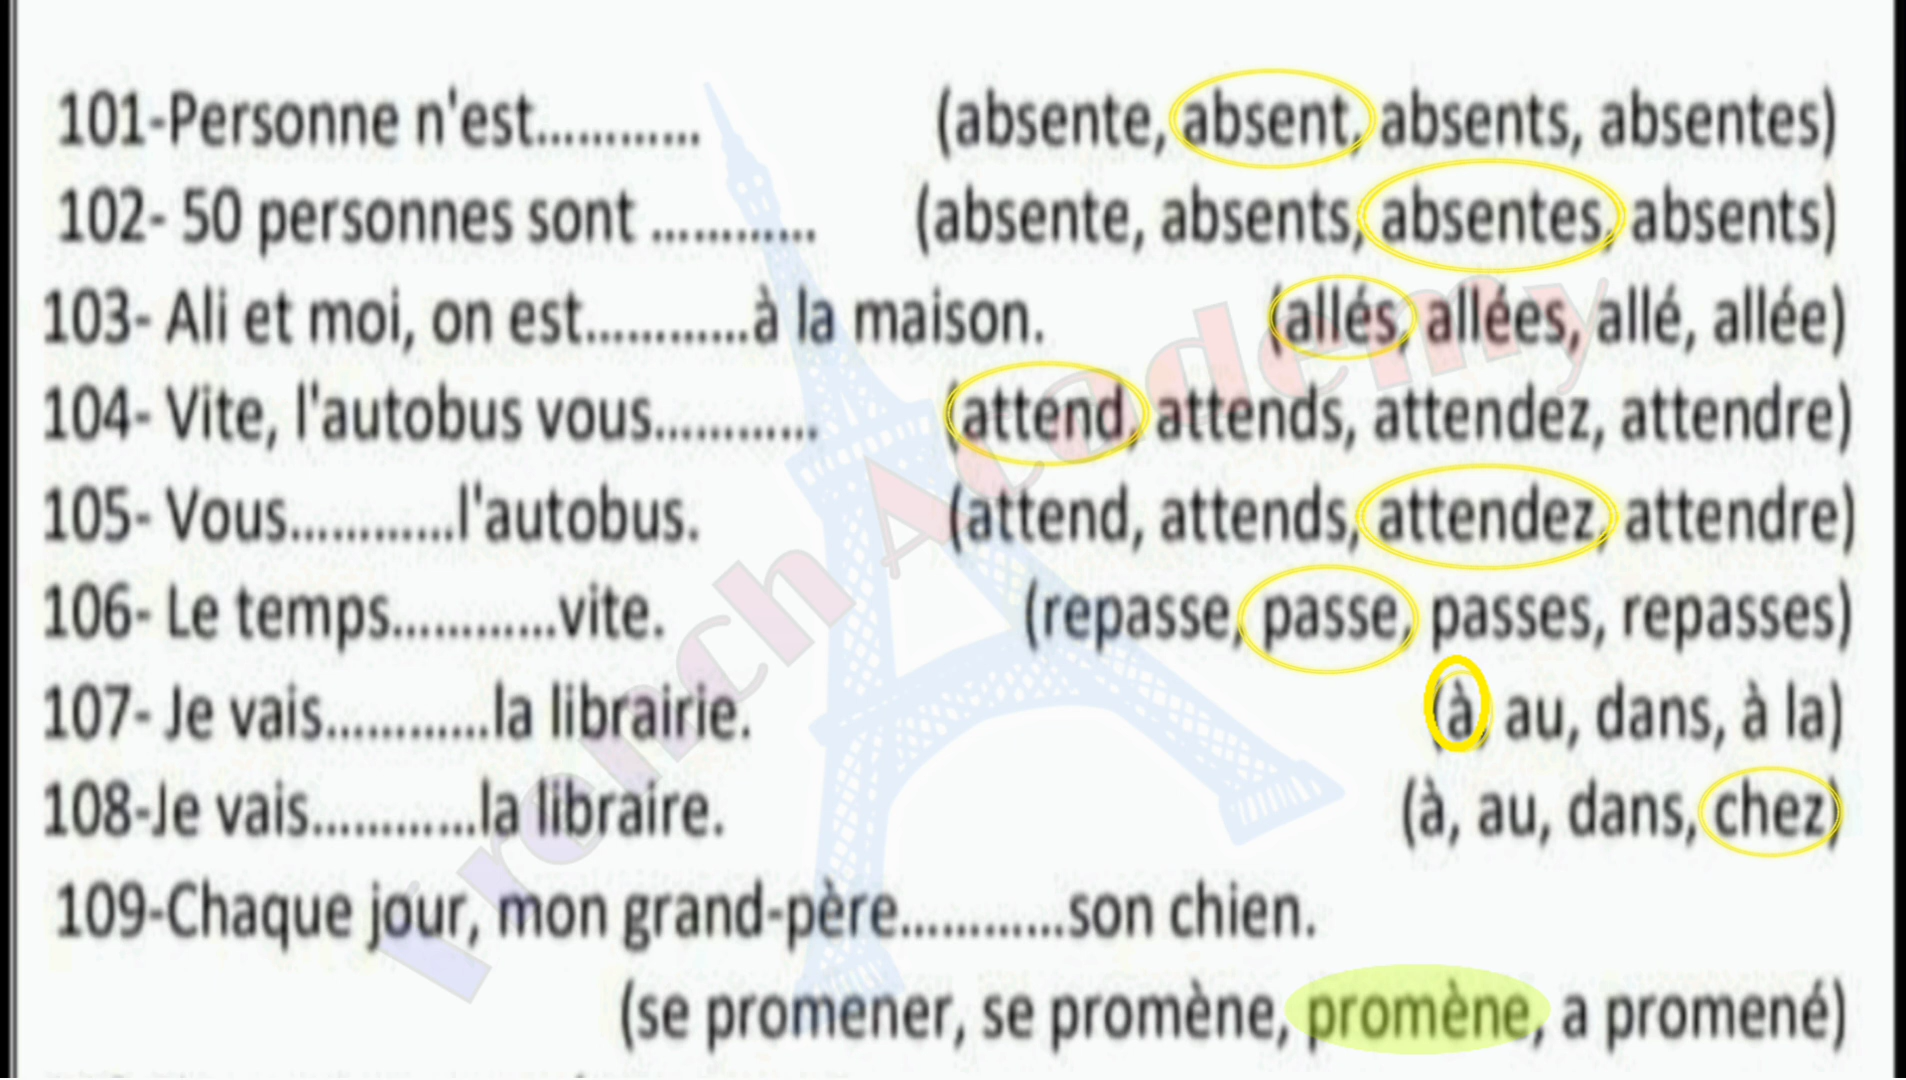 101-Personne n'est............ (absente, absent, absents, absentes)
102- 50 personnes sont ............ (absente, absents, absentes, absents)
103- Ali et moi, on est............à la maison. (allés, allées, allé, allée)
104- Vite, l'autobus vous............ (attend, attends, attendez, attendre)
105- Vous............l'autobus. (attend, attends, attendez, attendre)
106- Le temps............vite. (repasse, passe, passes, repasses)
107- Je vais............la librairie. (à, au, dans, à la)
108-Je vais............la libraire. (à, au, dans, chez)
109-Chaque jour, mon grand-père............son chien.
(se promener, se promène, promène, a promené)
French Academy